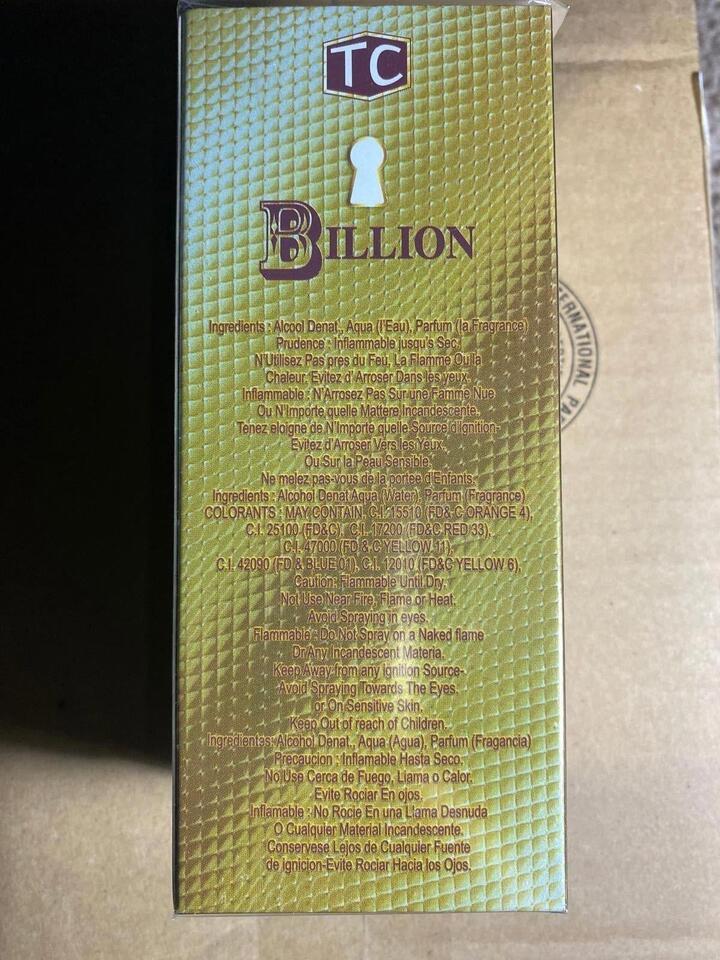 TC
BILLION
Ingredients : Alcool Denat., Aqua (l'Eau), Parfum (la Fragrance)
Prudence : Inflammable jusqu's Sec.
N'Utilisez Pas pres du Feu, La Flamme Ou la
Chaleur. Evitez d' Arroser Dans les yeux
Inflammable : N'Arrosez Pas Sur une Famme Nue
Ou N'Importe quelle Mattere Incandescente.
Tenez eloigne de N'Importe quelle Source d'Ignition-
Evitez d'Arroser Vers les Yeux.
Ou Sur la Peau Sensible.
Ne melez pas-vous de la portee d'Enfants.
Ingredients : Alcohol Denat Aqua (Water), Parfum (Fragrance)
COLORANTS : MAY CONTAIN, C.I. 15510 (FD& C ORANGE 4),
C.I. 25100 (FD&C), C.I. 17200 (FD&C RED 33),
C.I. 47000 (FD & C YELLOW 11),
C.I. 42090 (FD & BLUE 01), C.I. 12010 (FD&C YELLOW 6),
Caution: Flammable Until Dry.
Not Use Near Fire, Flame or Heat.
Avoid Spraying in eyes.
Flammable : Do Not Spray on a Naked flame
Dr Any Incandescent Materia.
Keep Away from any ignition Source-
Avoid Spraying Towards The Eyes.
or On Sensitive Skin.
Keep Out of reach of Children.
Ingredientes: Alcohol Denat., Aqua (Agua), Parfum (Fragancia)
Precaucion : Inflamable Hasta Seco.
No Use Cerca de Fuego, Liama o Calor.
Evite Rociar En ojos.
Inflamable : No Rocie En una Llama Desnuda
O Cualquier Material Incandescente.
Conservese Lejos de Cualquier Fuente
de ignicion-Evite Rociar Hacia los Ojos.
ERNATIONAL PA